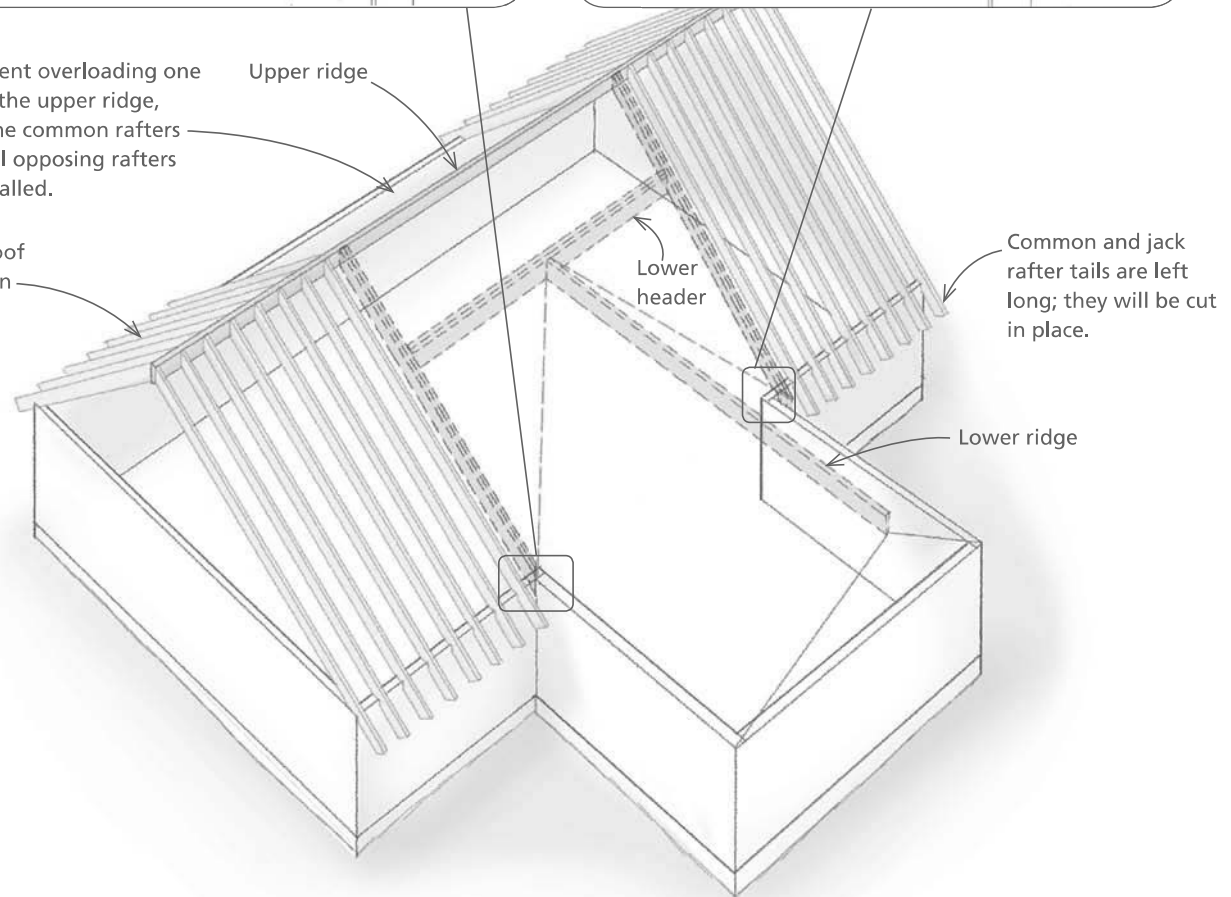 ent overloading one
the upper ridge,
ne common rafters
l opposing rafters
alled.
Upper ridge
oof
n
Lower
header
Common and jack
rafter tails are left
long; they will be cut
in place.
Lower ridge